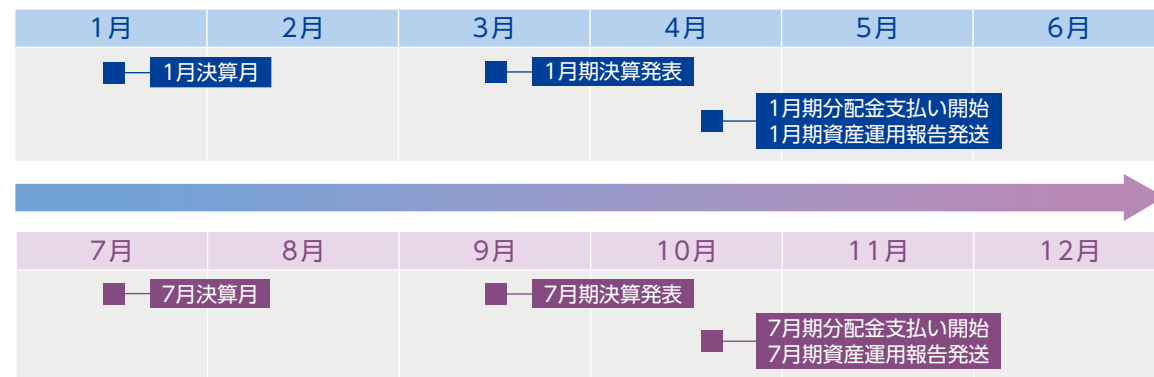 1月 2月 3月 4月 5月 6月
1月決算月 1月期決算発表
1月期分配金支払い開始
1月期資産運用報告発送
7月 8月 9月 10月 11月 12月
7月決算月 7月期決算発表
7月期分配金支払い開始
7月期資産運用報告発送